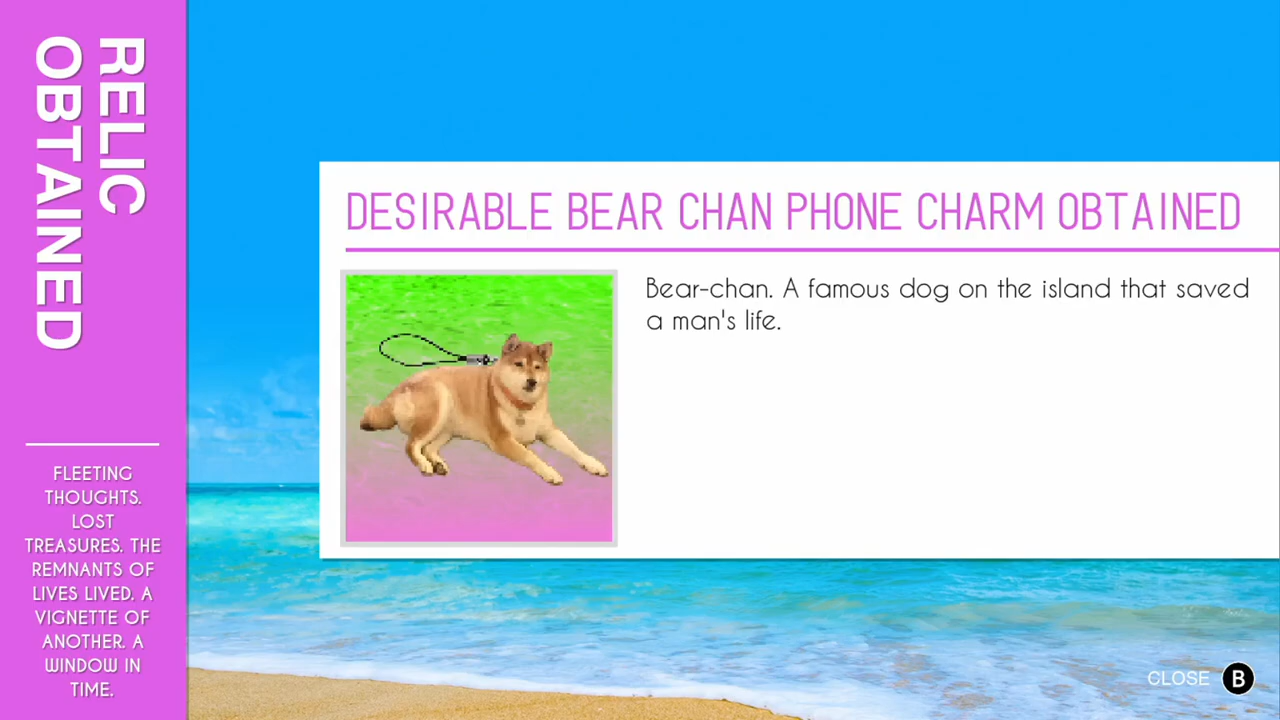 RELIC
OBTAINED
FLEETING
THOUGHTS.
LOST
TREASURES. THE
REMNANTS OF
LIVES LIVED. A
VIGNETTE OF
ANOTHER. A
WINDOW IN
TIME.
DESIRABLE BEAR CHAN PHONE CHARM OBTAINED
Bear-chan. A famous dog on the island that saved
a man's life.
CLOSE B